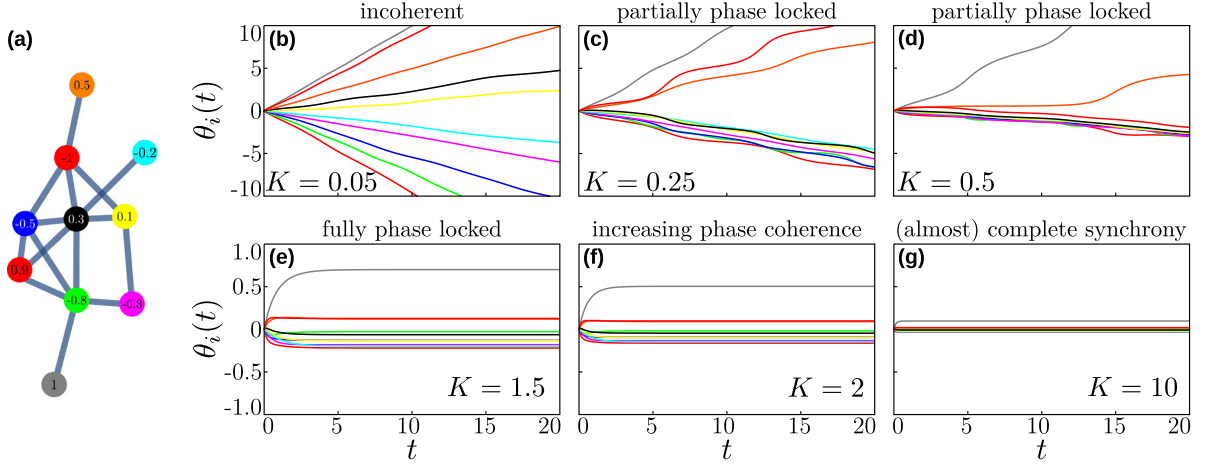 (a)
0.5
-1
-0.2
-0.5
0.3
0.1
0.9
-0.8
-0.3
1
incoherent
(b)
10
5
0
-5
-10
θi(t)
K = 0.05
partially phase locked
(c)
K = 0.25
partially phase locked
(d)
K = 0.5
fully phase locked
(e)
1.0
0.5
0
-0.5
-1.0
θi(t)
K = 1.5
5
10
15
20
t
increasing phase coherence
(f)
K = 2
5
10
15
20
t
(almost) complete synchrony
(g)
K = 10
5
10
15
20
t